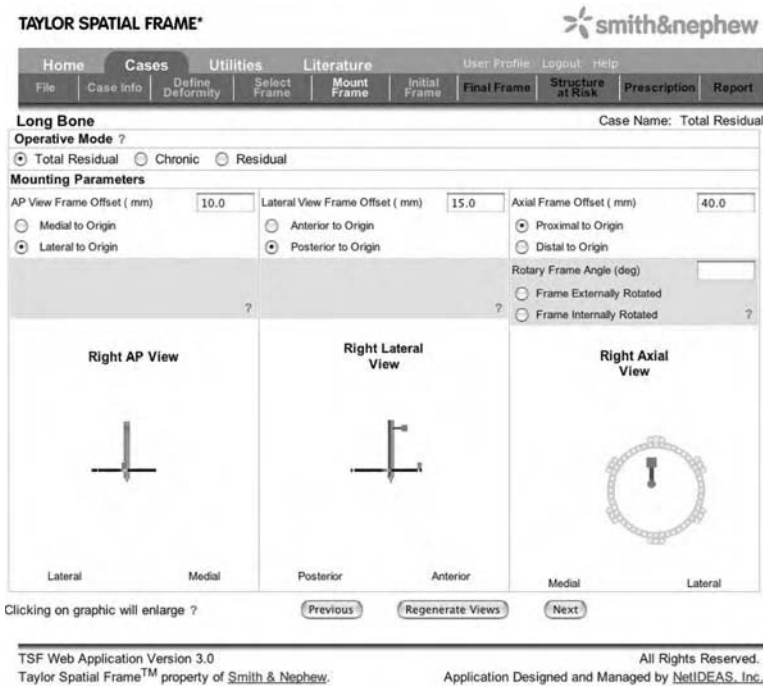 TAYLOR SPATIAL FRAME* smith&nephew
Home Cases Utilities Literature User Profile Logout Help
File Case Info Define Deformity Select Frame Mount Frame Initial Frame Final Frame Structure at Risk Prescription Report
Long Bone Case Name: Total Residual
Operative Mode ?
Total Residual Chronic Residual
Mounting Parameters
AP View Frame Offset ( mm) 10.0 Lateral View Frame Offset ( mm) 15.0 Axial Frame Offset ( mm) 40.0
Medial to Origin Anterior to Origin Proximal to Origin
Lateral to Origin Posterior to Origin Distal to Origin
Rotary Frame Angle (deg)
Frame Externally Rotated
? ? Frame Internally Rotated ?
Right AP View Right Lateral View Right Axial View
Lateral Medial Posterior Anterior Medial Lateral
Clicking on graphic will enlarge ? Previous Regenerate Views Next
TSF Web Application Version 3.0 All Rights Reserved.
Taylor Spatial Frame™ property of Smith & Nephew. Application Designed and Managed by NetIDEAS, Inc.